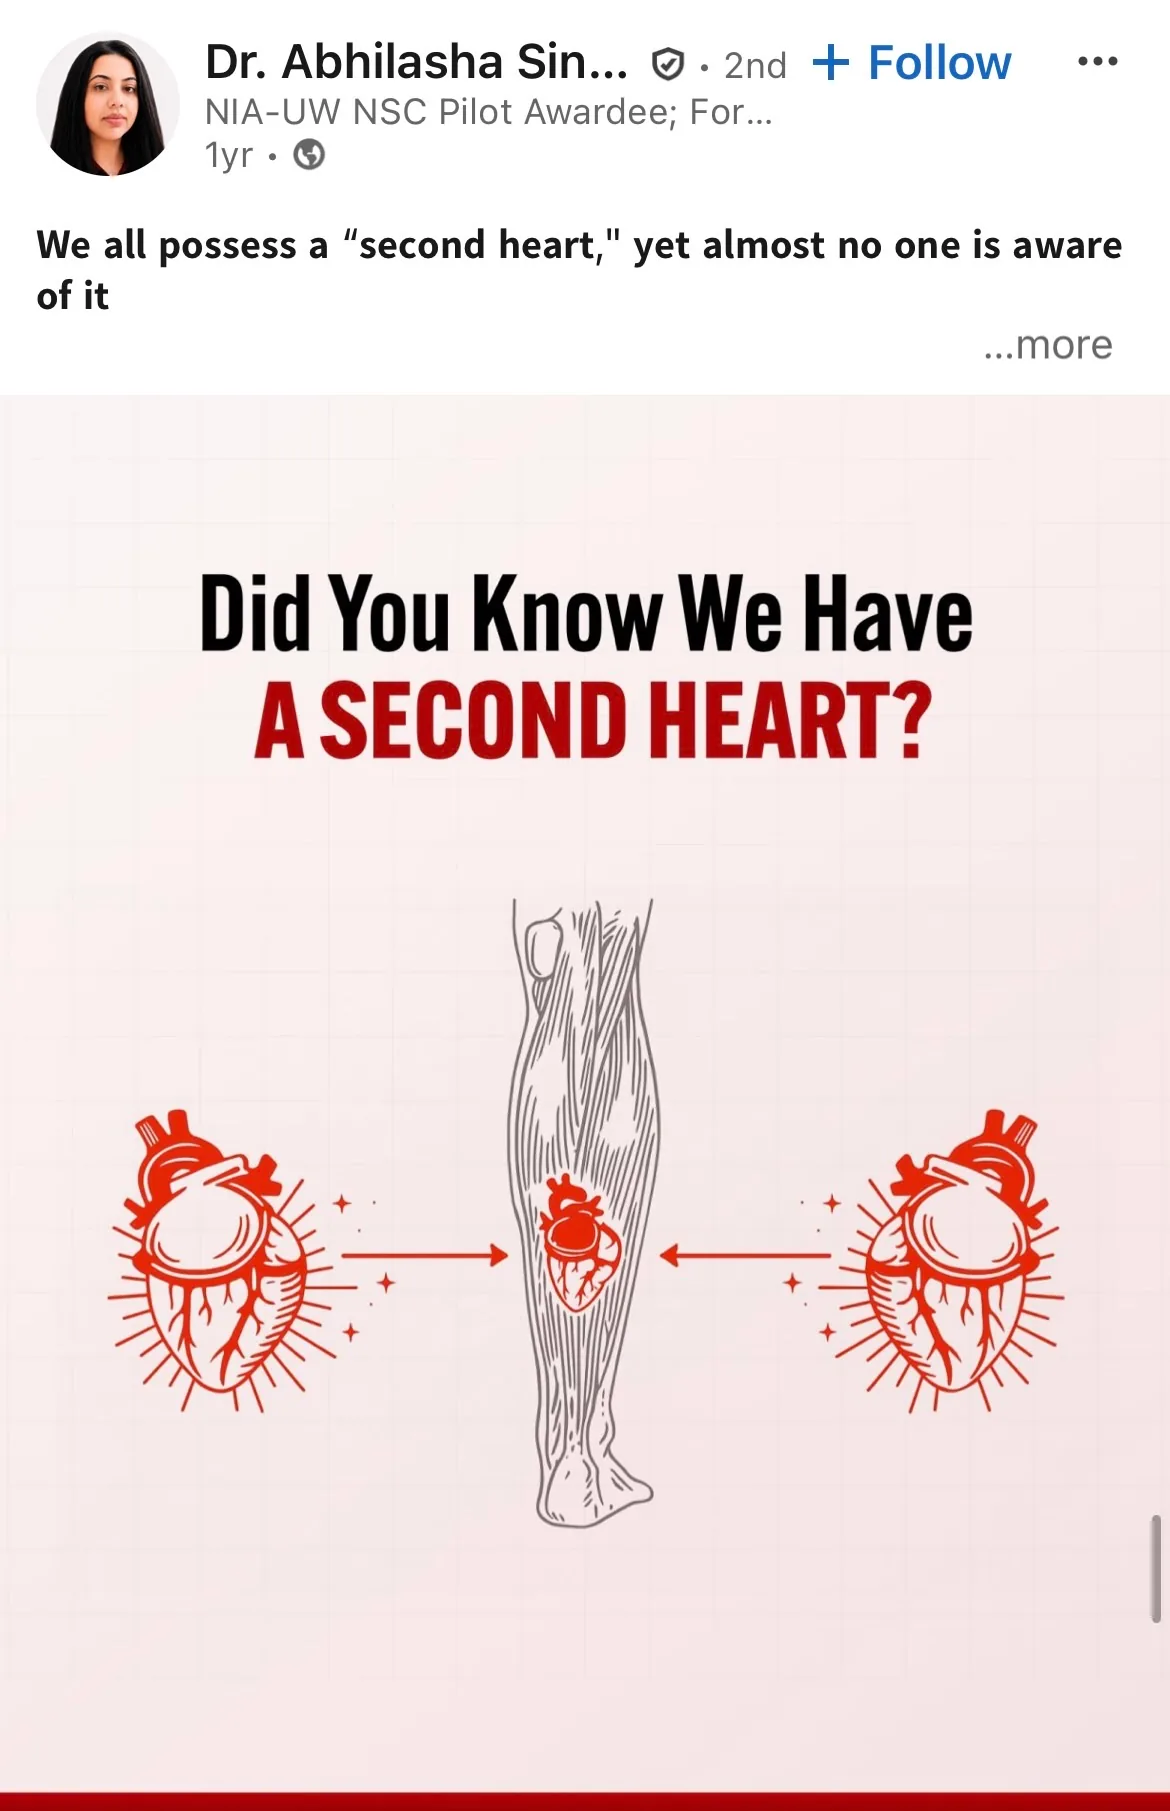 Dr. Abhilasha Sin... • 2nd + Follow ...
NIA-UW NSC Pilot Awardee; For...
1yr •
We all possess a “second heart," yet almost no one is aware
of it
...more
Did You Know We Have
A SECOND HEART?